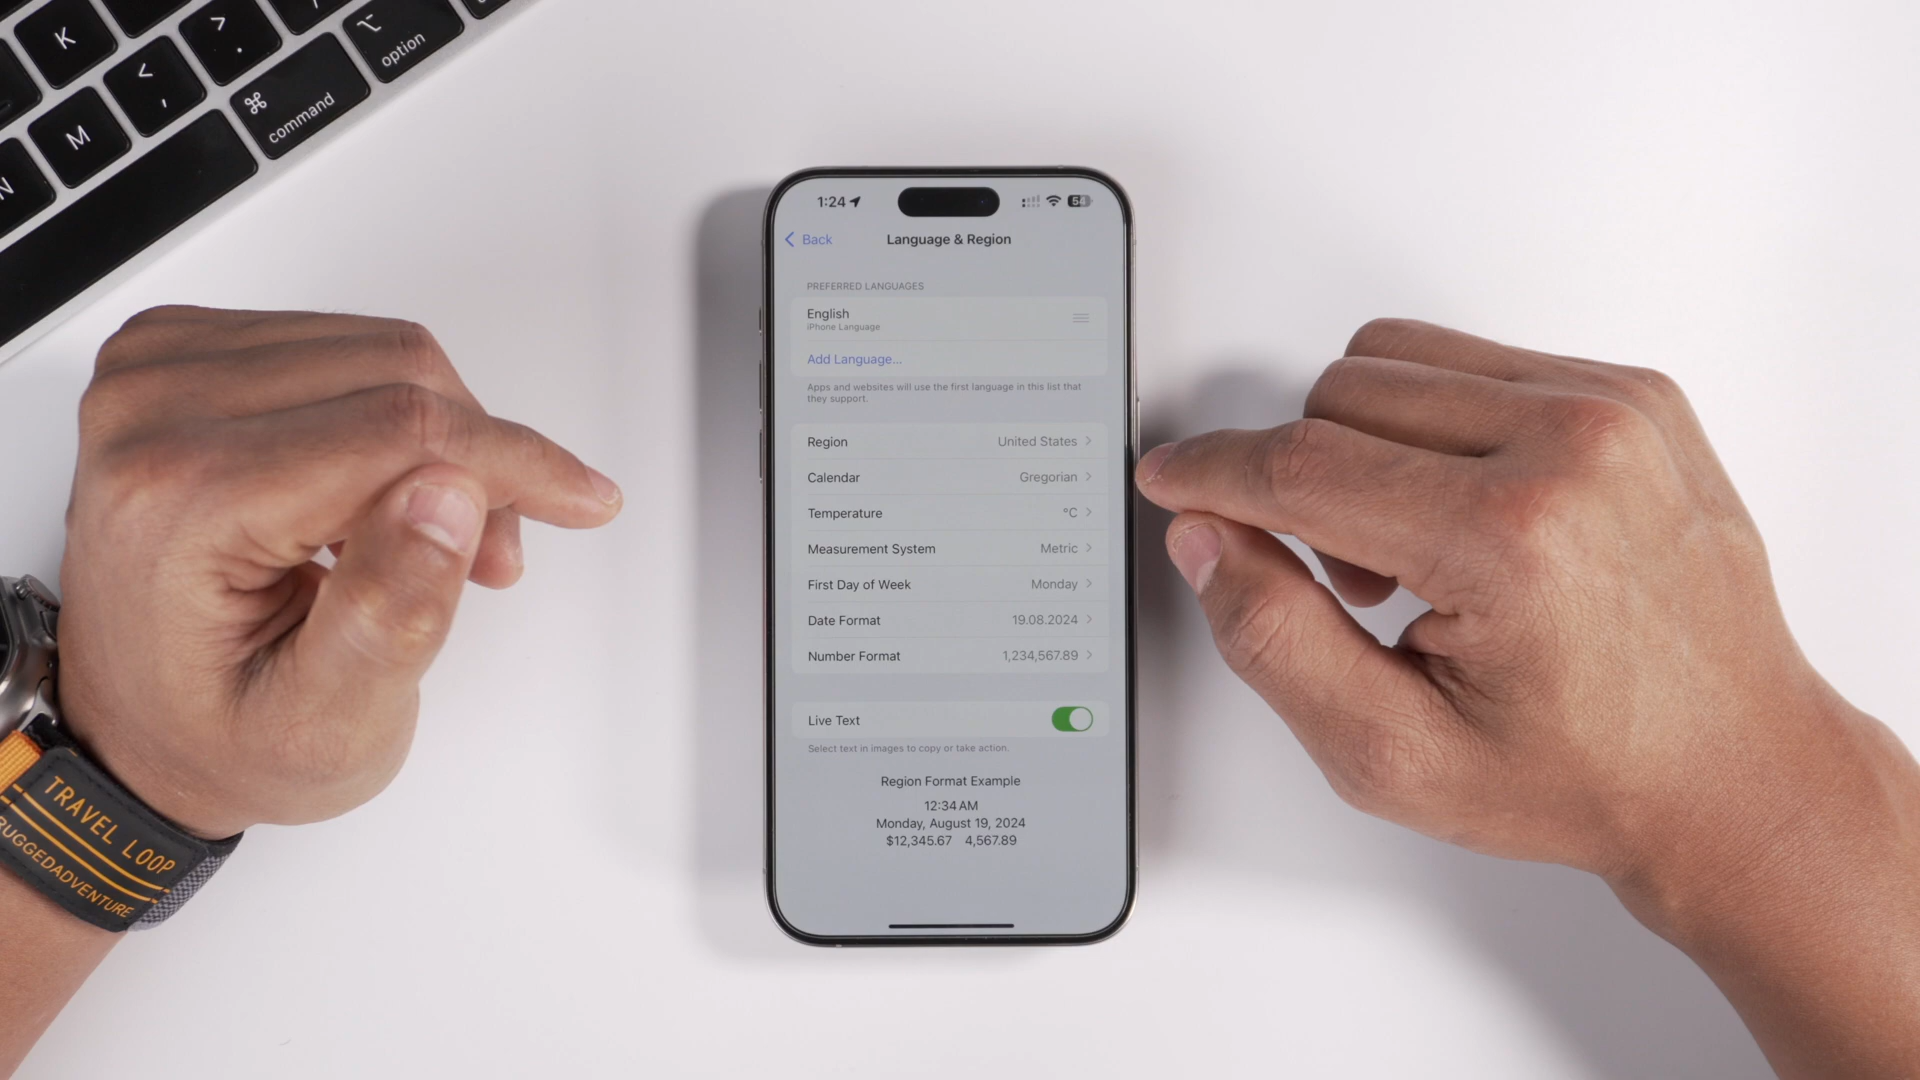 K
>
.
option
<
,
M
⌘
command
N
1:24
54
Back
Language & Region
PREFERRED LANGUAGES
English
iPhone Language
Add Language...
Apps and websites will use the first language in this list that
they support.
Region United States
Calendar Gregorian
Temperature °C
Measurement System Metric
First Day of Week Monday
Date Format 19.08.2024
Number Format 1,234,567.89
Live Text
Select text in images to copy or take action.
Region Format Example
12:34 AM
Monday, August 19, 2024
$12,345.67 4,567.89
TRAVEL LOOP
RUGGEDADVENTURE